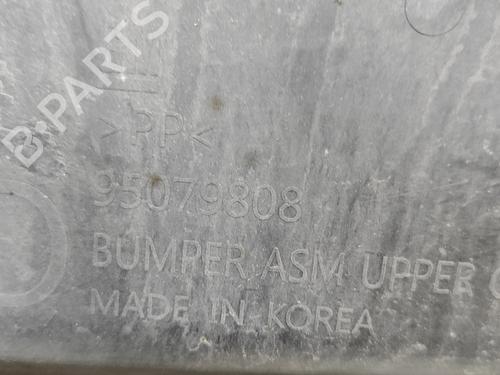 B-PARTS
>PP<
95079808
BUMPER ASM UPPER
MADE IN KOREA